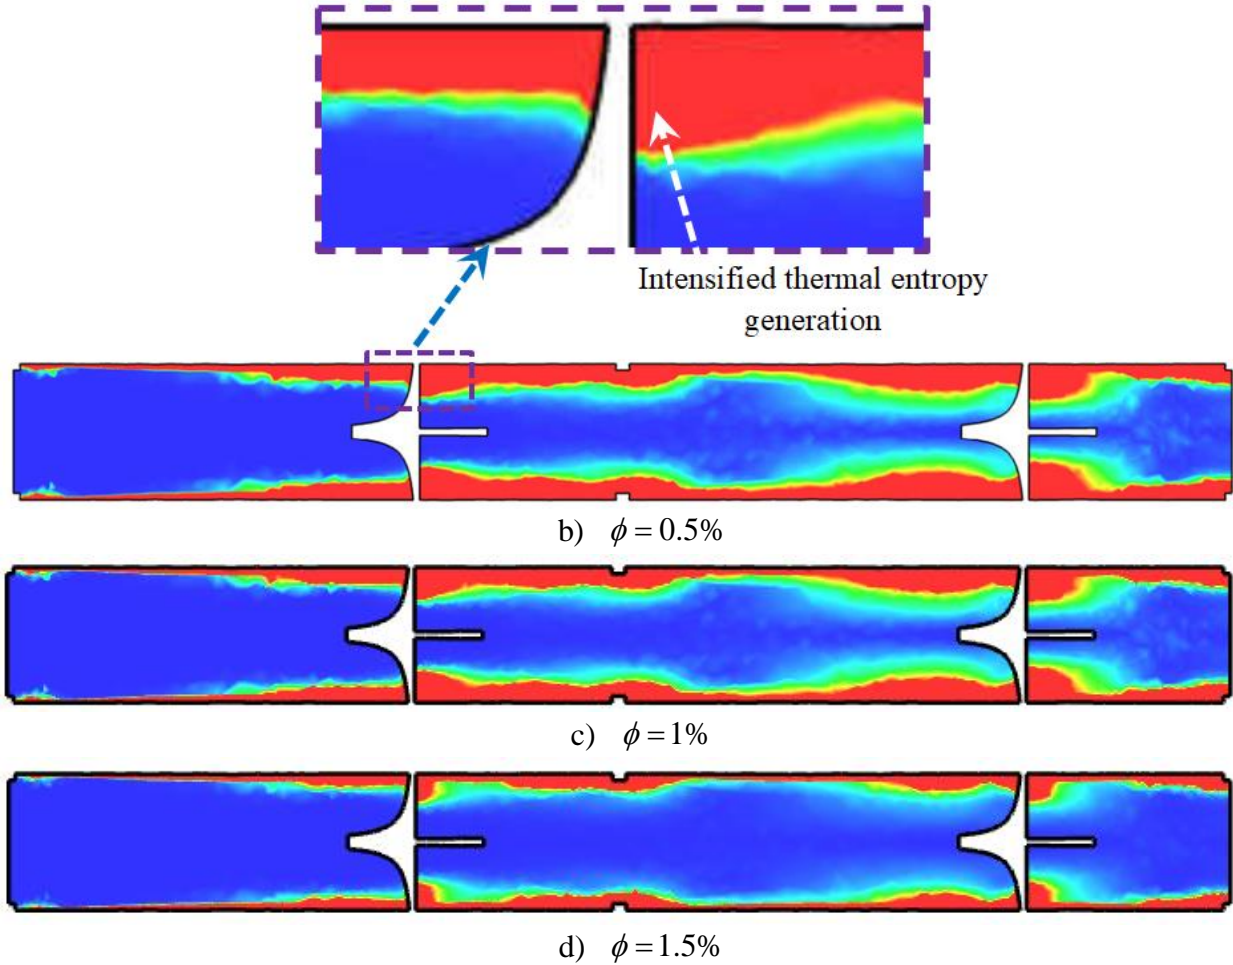 Intensified thermal entropy
generation
b) ϕ = 0.5%
c) ϕ = 1%
d) ϕ = 1.5%